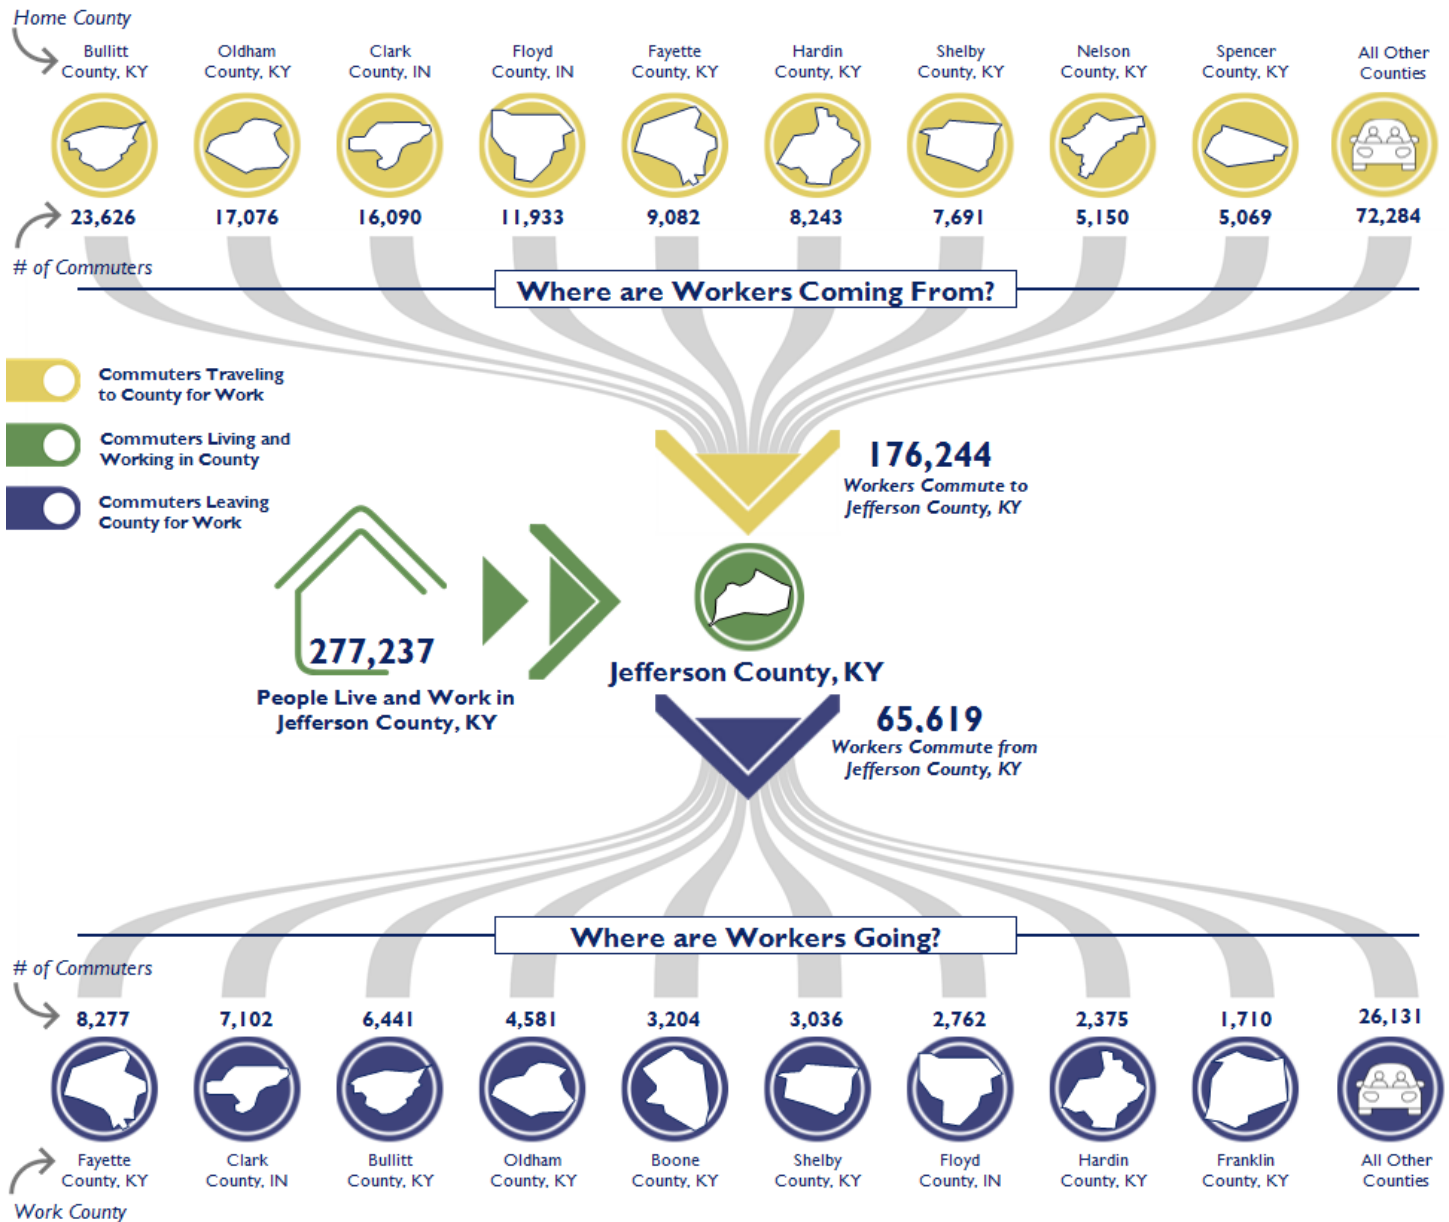 Home County
Bullitt
County, KY
Oldham
County, KY
Clark
County, IN
Floyd
County, IN
Fayette
County, KY
Hardin
County, KY
Shelby
County, KY
Nelson
County, KY
Spencer
County, KY
All Other
Counties
23,626
17,076
16,090
11,933
9,082
8,243
7,691
5,150
5,069
72,284
# of Commuters
Where are Workers Coming From?
Commuters Traveling
to County for Work
Commuters Living and
Working in County
Commuters Leaving
County for Work
176,244
Workers Commute to
Jefferson County, KY
277,237
People Live and Work in
Jefferson County, KY
Jefferson County, KY
65,619
Workers Commute from
Jefferson County, KY
Where are Workers Going?
# of Commuters
8,277
7,102
6,441
4,581
3,204
3,036
2,762
2,375
1,710
26,131
Fayette
County, KY
Clark
County, IN
Bullitt
County, KY
Oldham
County, KY
Boone
County, KY
Shelby
County, KY
Floyd
County, IN
Hardin
County, KY
Franklin
County, KY
All Other
Counties
Work County